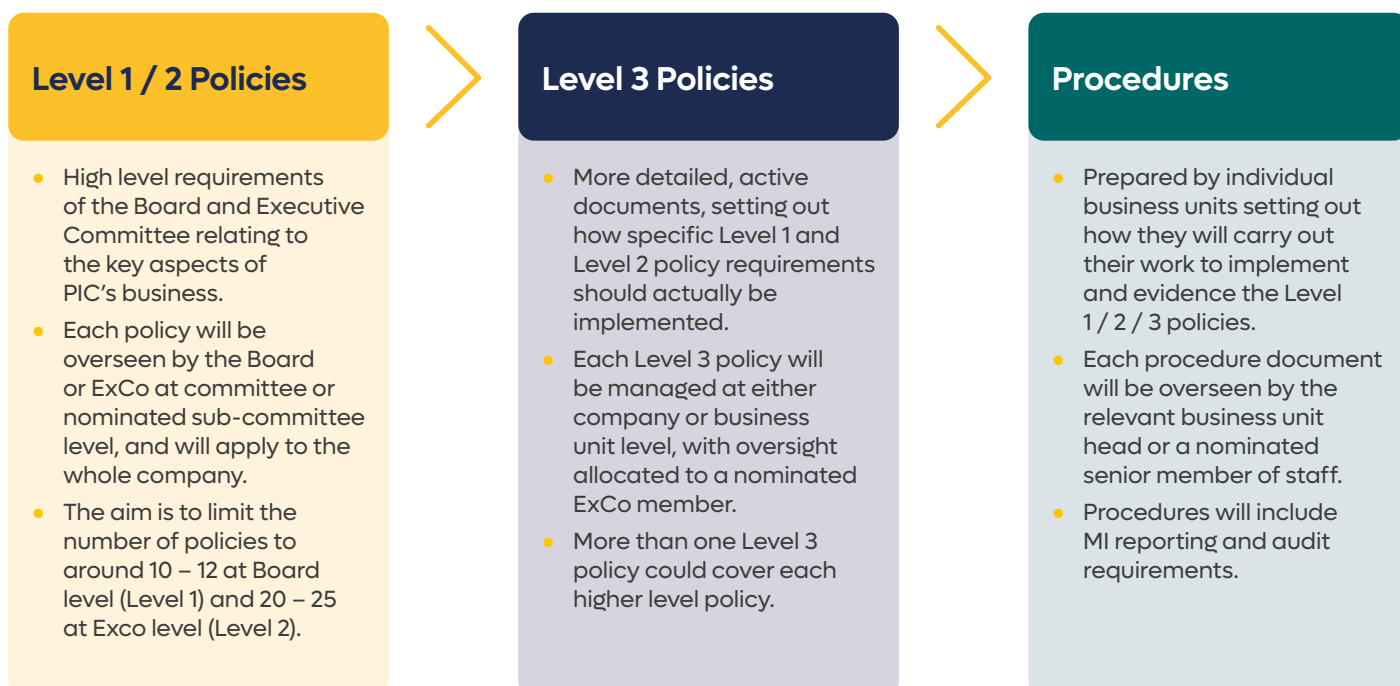 Level 1 / 2 Policies
• High level requirements
of the Board and Executive
Committee relating to
the key aspects of
PIC’s business.
• Each policy will be
overseen by the Board
or ExCo at committee or
nominated sub-committee
level, and will apply to the
whole company.
• The aim is to limit the
number of policies to
around 10 – 12 at Board
level (Level 1) and 20 – 25
at Exco level (Level 2).
Level 3 Policies
• More detailed, active
documents, setting out
how specific Level 1 and
Level 2 policy requirements
should actually be
implemented.
• Each Level 3 policy will
be managed at either
company or business
unit level, with oversight
allocated to a nominated
ExCo member.
• More than one Level 3
policy could cover each
higher level policy.
Procedures
• Prepared by individual
business units setting out
how they will carry out
their work to implement
and evidence the Level
1 / 2 / 3 policies.
• Each procedure document
will be overseen by the
relevant business unit
head or a nominated
senior member of staff.
• Procedures will include
MI reporting and audit
requirements.